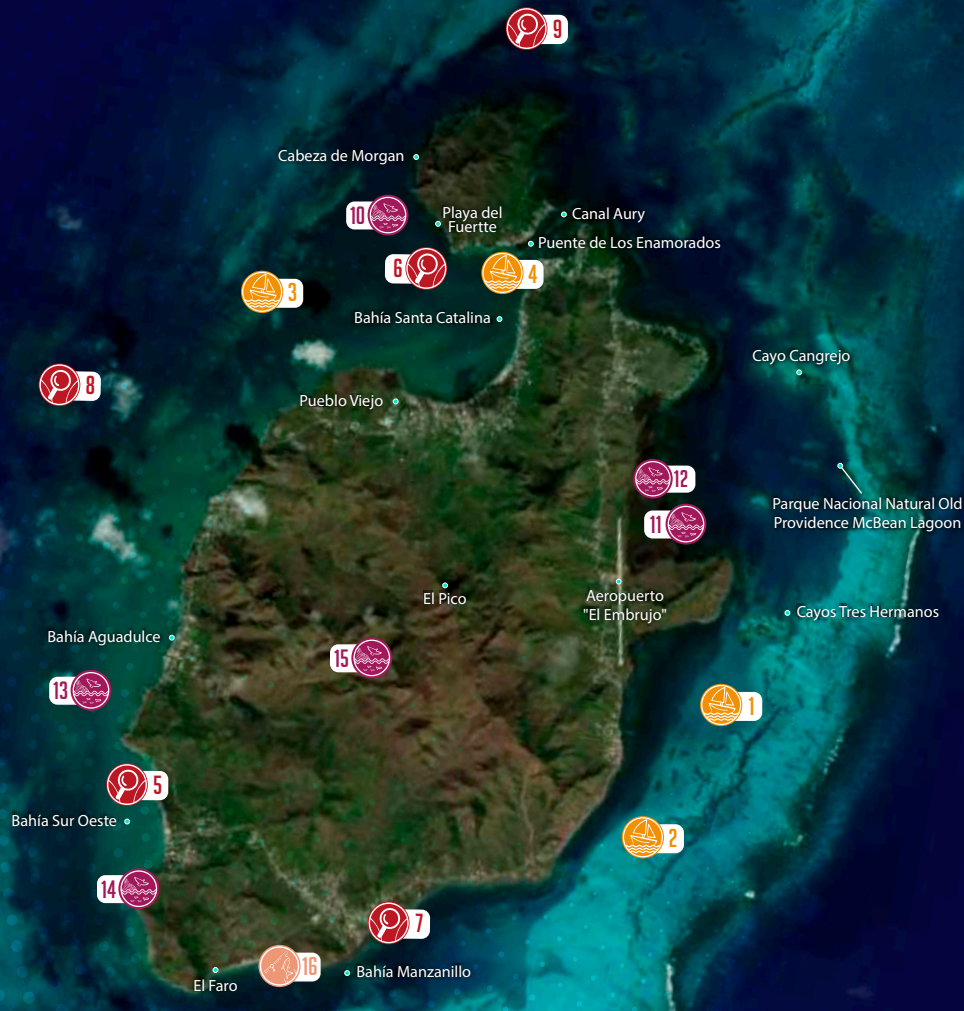 9
Cabeza de Morgan
10
Playa del
Fuertte
Canal Aury
Puente de Los Enamorados
6
4
3
Bahía Santa Catalina
Cayo Cangrejo
8
Pueblo Viejo
12
11
Parque Nacional Natural Old
Providence McBean Lagoon
El Pico
Aeropuerto
"El Embrujo"
Cayos Tres Hermanos
Bahía Aguadulce
15
13
1
5
Bahía Sur Oeste
2
14
7
16
Bahía Manzanillo
El Faro